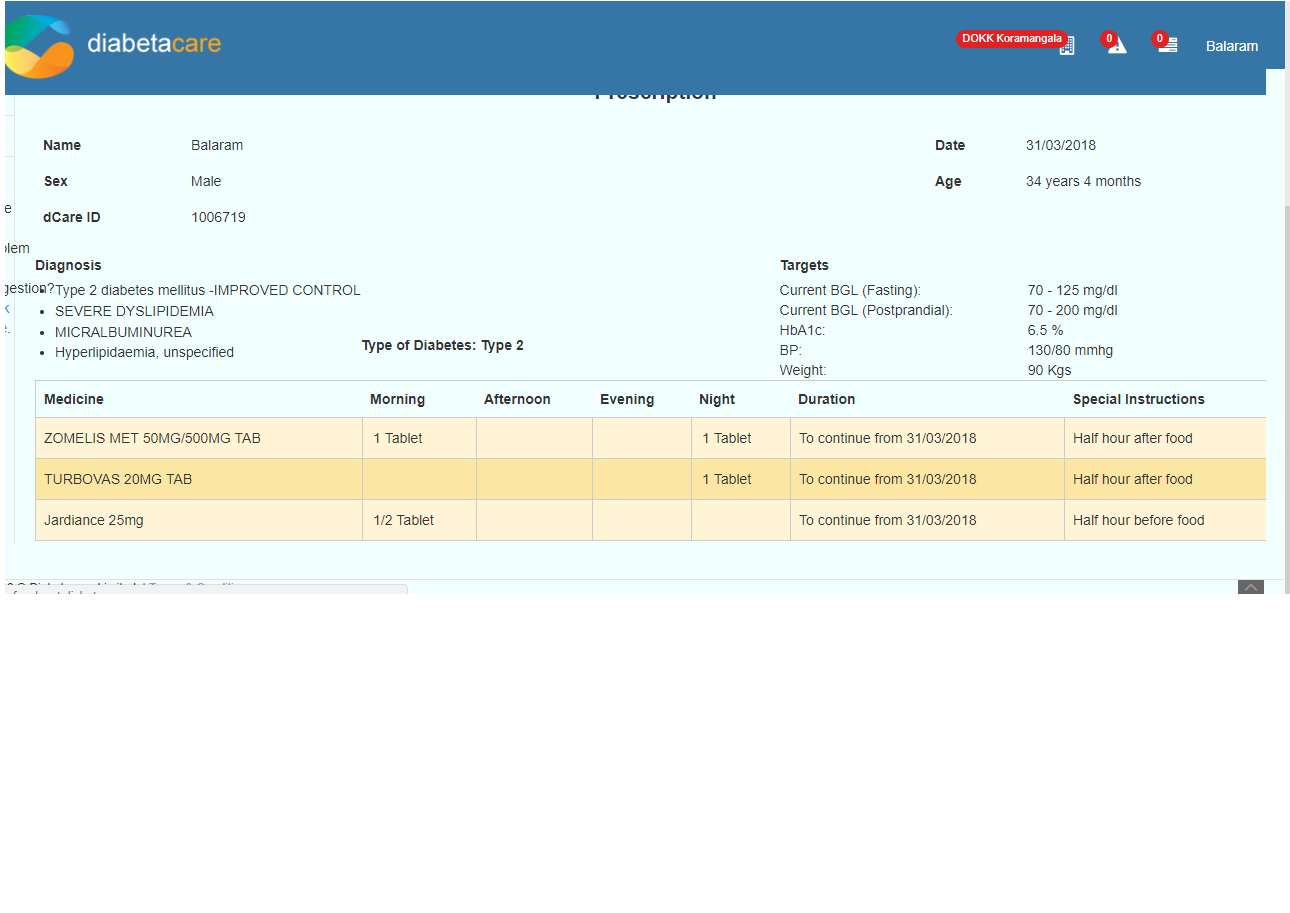 diabetacare
DOKK Koramangala
0
0
Balaram
Prescription
Name Balaram Date 31/03/2018
Sex Male Age 34 years 4 months
e
dCare ID 1006719
olem
Diagnosis Targets
gestion?
Type 2 diabetes mellitus -IMPROVED CONTROL Current BGL (Fasting): 70 - 125 mg/dl
SEVERE DYSLIPIDEMIA Current BGL (Postprandial): 70 - 200 mg/dl
MICRALBUMINUREA HbA1c: 6.5 %
Type of Diabetes: Type 2 BP: 130/80 mmhg
Hyperlipidaemia, unspecified
Weight: 90 Kgs
Medicine Morning Afternoon Evening Night Duration Special Instructions
ZOMELIS MET 50MG/500MG TAB 1 Tablet 1 Tablet To continue from 31/03/2018 Half hour after food
TURBOVAS 20MG TAB 1 Tablet To continue from 31/03/2018 Half hour after food
Jardiance 25mg 1/2 Tablet To continue from 31/03/2018 Half hour before food